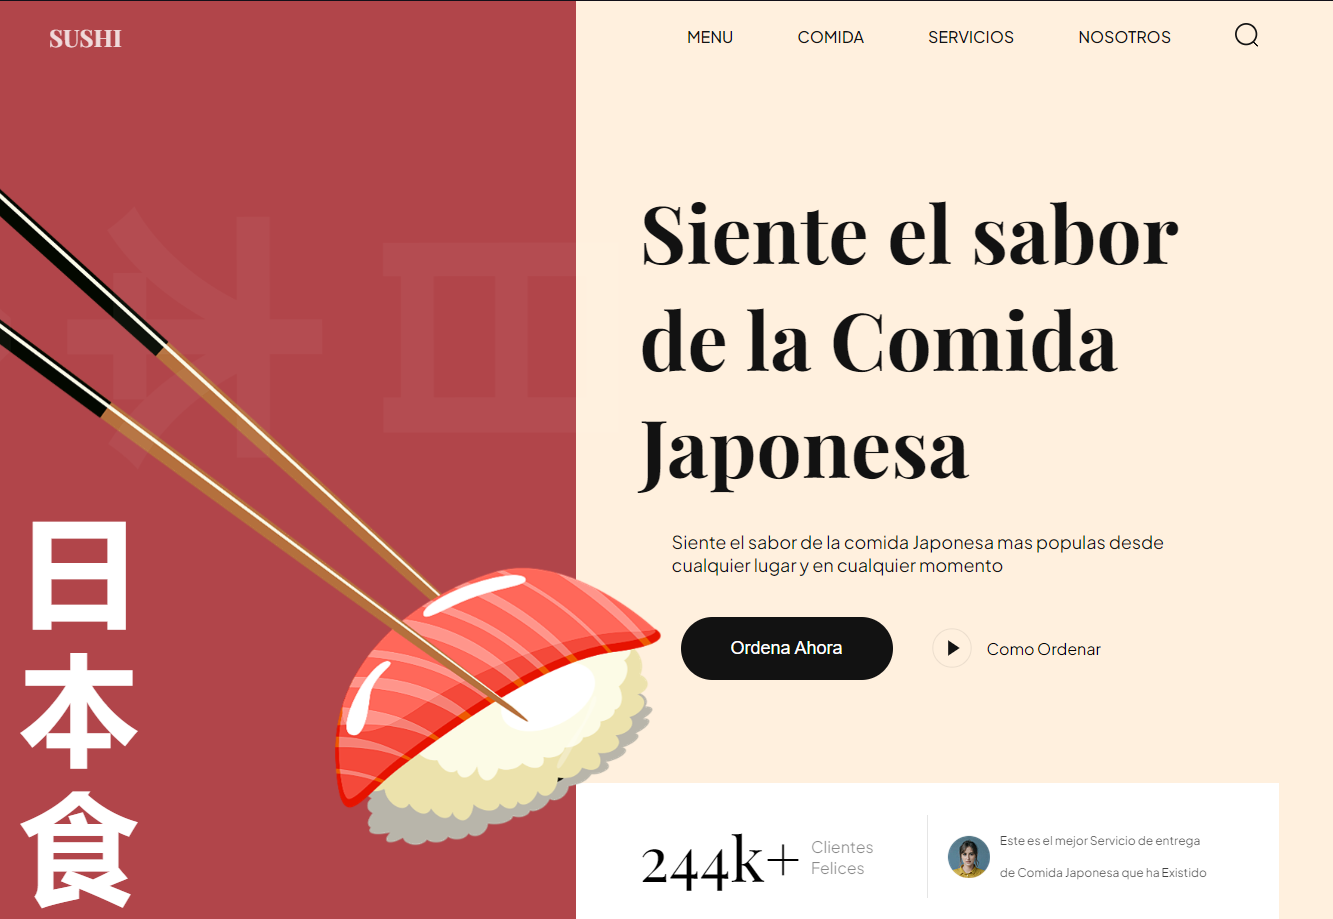 SUSHI
MENU
COMIDA
SERVICIOS
NOSOTROS
Siente el sabor
de la Comida
Japonesa
Siente el sabor de la comida Japonesa mas populas desde
cualquier lugar y en cualquier momento
Ordena Ahora
Como Ordenar
日本食
244k+
Clientes
Felices
Este es el mejor Servicio de entrega
de Comida Japonesa que ha Existido